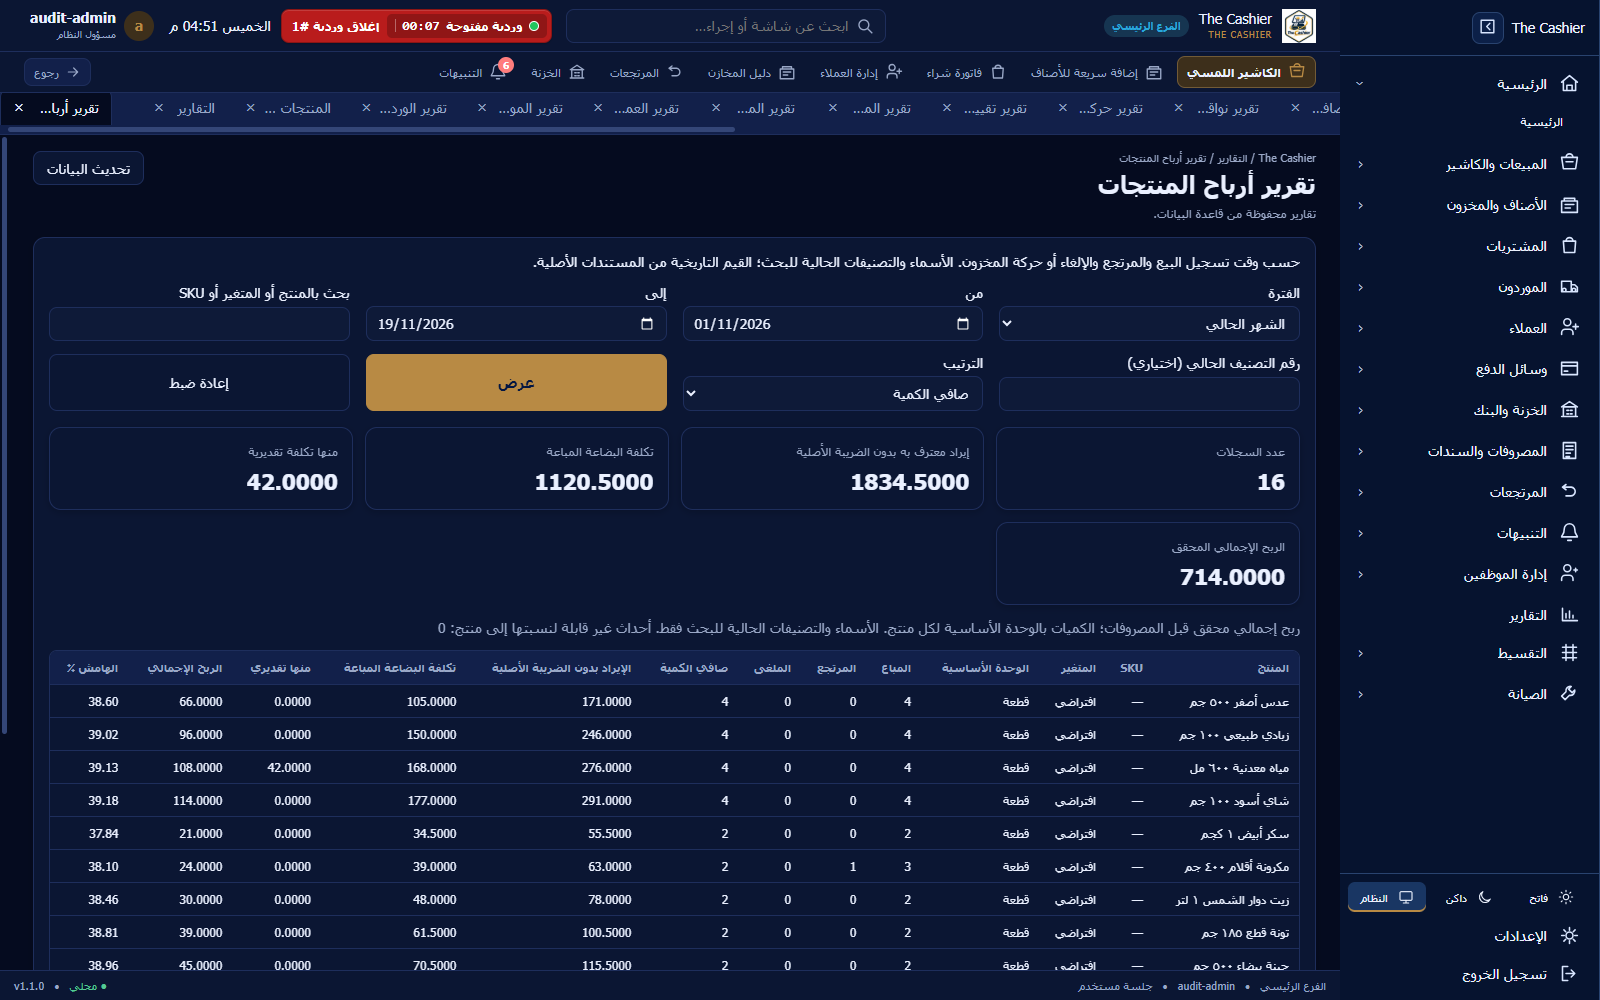 The Cashier
الرئيسية
الرئيسية
المبيعات والكاشير
الأصناف والمخزون
المشتريات
الموردون
العملاء
وسائل الدفع
الخزنة والبنك
المصروفات والسندات
المرتجعات
التنبيهات
إدارة الموظفين
التقارير
التقسيط
الصيانة
فاتح داكن النظام
الإعدادات
تسجيل الخروج
The Cashier
THE CASHIER
الفرع الرئيسي
ابحث عن شاشة أو إجراء...
وردية مفتوحة 00:07 إغلاق وردية #1
الخميس 04:51 م
audit-admin
مسؤول النظام
a
الكاشير اللمسي
إضافة سريعة للأصناف
فاتورة شراء
إدارة العملاء
دليل المخازن
المرتجعات
الخزنة
التنبيهات
6
رجوع
تقرير نواق... ×
تقرير حرك... ×
تقرير تقيي... ×
تقرير الم... ×
تقرير الم... ×
تقرير العم... ×
تقرير المو... ×
تقرير الورد... ×
المنتجات ... ×
التقارير ×
تقرير أربا... ×
The Cashier / التقارير / تقرير أرباح المنتجات
تقرير أرباح المنتجات
تقارير محفوظة من قاعدة البيانات.
تحديث البيانات
حسب وقت تسجيل البيع والمرتجع والإلغاء أو حركة المخزون. الأسماء والتصنيفات الحالية للبحث؛ القيم التاريخية من المستندات الأصلية.
الفترة
الشهر الحالي
من
01/11/2026
إلى
19/11/2026
بحث بالمنتج أو المتغير أو SKU
رقم التصنيف الحالي (اختياري)
الترتيب
صافي الكمية
عرض
إعادة ضبط
عدد السجلات
16
إيراد معترف به بدون الضريبة الأصلية
1834.5000
تكلفة البضاعة المباعة
1120.5000
منها تكلفة تقديرية
42.0000
الربح الإجمالي المحقق
714.0000
ربح إجمالي محقق قبل المصروفات؛ الكميات بالوحدة الأساسية لكل منتج. الأسماء والتصنيفات الحالية للبحث فقط. أحداث غير قابلة لنسبتها إلى منتج: 0
المنتج SKU المتغير الوحدة الأساسية المباع المرتجع الملغى صافي الكمية الإيراد بدون الضريبة الأصلية تكلفة البضاعة المباعة منها تقديري الربح الإجمالي الهامش %
عدس أصفر ٥٠٠ جم — افتراضي قطعة 4 0 0 4 171.0000 105.0000 0.0000 66.0000 38.60
زبادي طبيعي ١٠٠ جم — افتراضي قطعة 4 0 0 4 246.0000 150.0000 0.0000 96.0000 39.02
مياه معدنية ٦٠٠ مل — افتراضي قطعة 4 0 0 4 276.0000 168.0000 42.0000 108.0000 39.13
شاي أسود ١٠٠ جم — افتراضي قطعة 4 0 0 4 291.0000 177.0000 0.0000 114.0000 39.18
سكر أبيض ١ كجم — افتراضي قطعة 2 0 0 2 55.5000 34.5000 0.0000 21.0000 37.84
مكرونة أقلام ٤٠٠ جم — افتراضي قطعة 3 1 0 2 63.0000 39.0000 0.0000 24.0000 38.10
زيت دوار الشمس ١ لتر — افتراضي قطعة 2 0 0 2 78.0000 48.0000 0.0000 30.0000 38.46
تونة قطع ١٨٥ جم — افتراضي قطعة 2 0 0 2 100.5000 61.5000 0.0000 39.0000 38.81
جبنة بيضاء ٥٠٠ جم — افتراضي قطعة 2 0 0 2 115.5000 70.5000 0.0000 45.0000 38.96
الفرع الرئيسي • audit-admin • جلسة مستخدم
محلي • v1.1.0